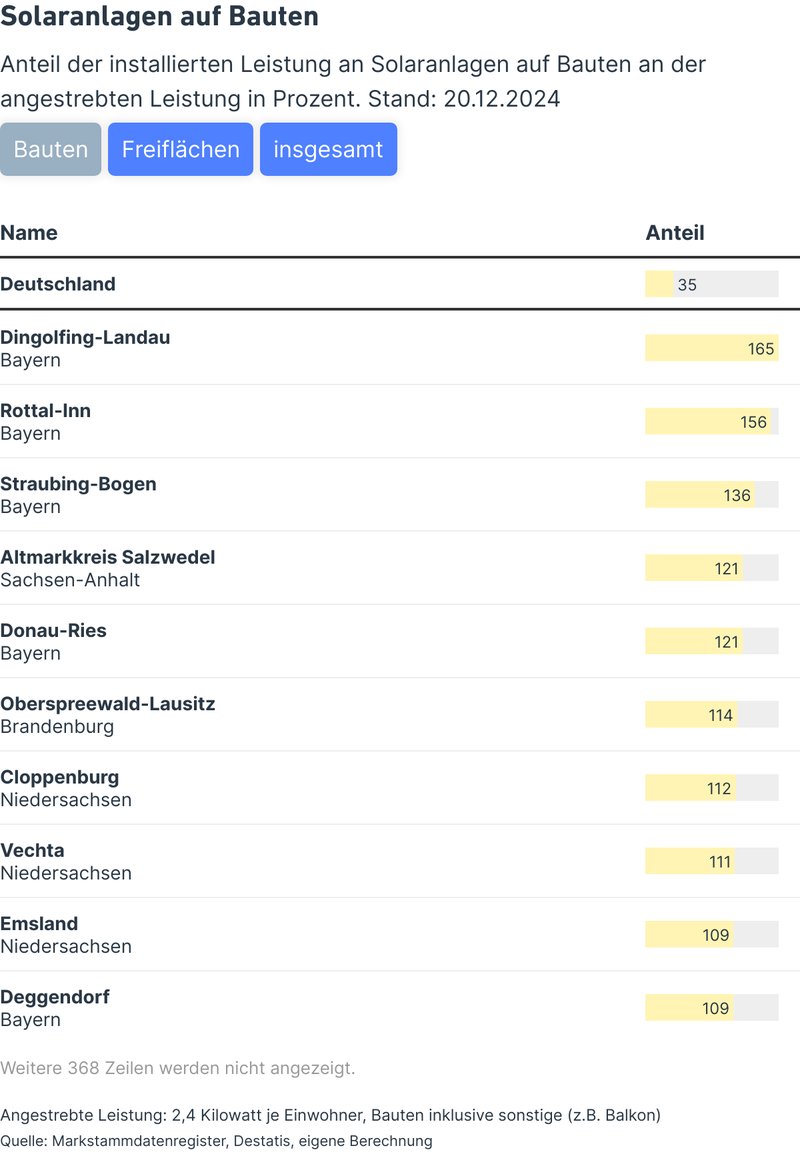 Solaranlagen auf Bauten
Anteil der installierten Leistung an Solaranlagen auf Bauten an der
angestrebten Leistung in Prozent. Stand: 20.12.2024
Bauten Freiflächen insgesamt
Name Anteil
Deutschland 35
Dingolfing-Landau
Bayern 165
Rottal-Inn
Bayern 156
Straubing-Bogen
Bayern 136
Altmarkkreis Salzwedel
Sachsen-Anhalt 121
Donau-Ries
Bayern 121
Oberspreewald-Lausitz
Brandenburg 114
Cloppenburg
Niedersachsen 112
Vechta
Niedersachsen 111
Emsland
Niedersachsen 109
Deggendorf
Bayern 109
Weitere 368 Zeilen werden nicht angezeigt.
Angestrebte Leistung: 2,4 Kilowatt je Einwohner, Bauten inklusive sonstige (z.B. Balkon)
Quelle: Markstammdatenregister, Destatis, eigene Berechnung